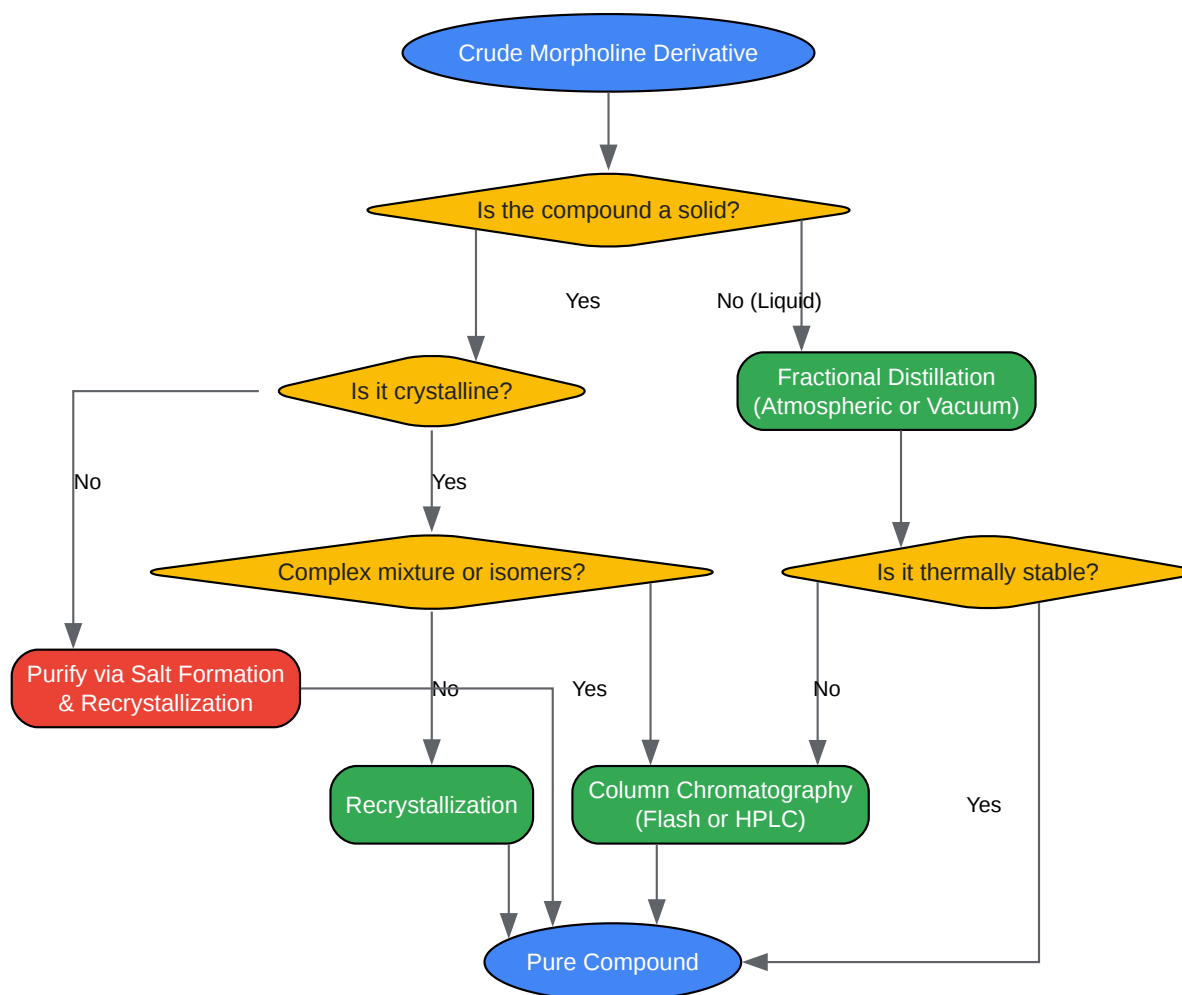 Crude Morpholine Derivative
Is the compound a solid?
Yes
No (Liquid)
Is it crystalline?
Fractional Distillation
(Atmospheric or Vacuum)
No
Yes
Complex mixture or isomers?
Is it thermally stable?
Purify via Salt Formation
& Recrystallization
No
Yes
No
Recrystallization
Column Chromatography
(Flash or HPLC)
Yes
Pure Compound